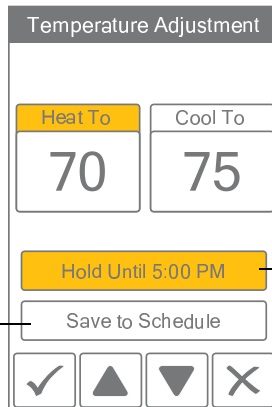 Temperature Adjustment
Heat To
Cool To
70
75
Hold Until 5:00 PM
Save to Schedule